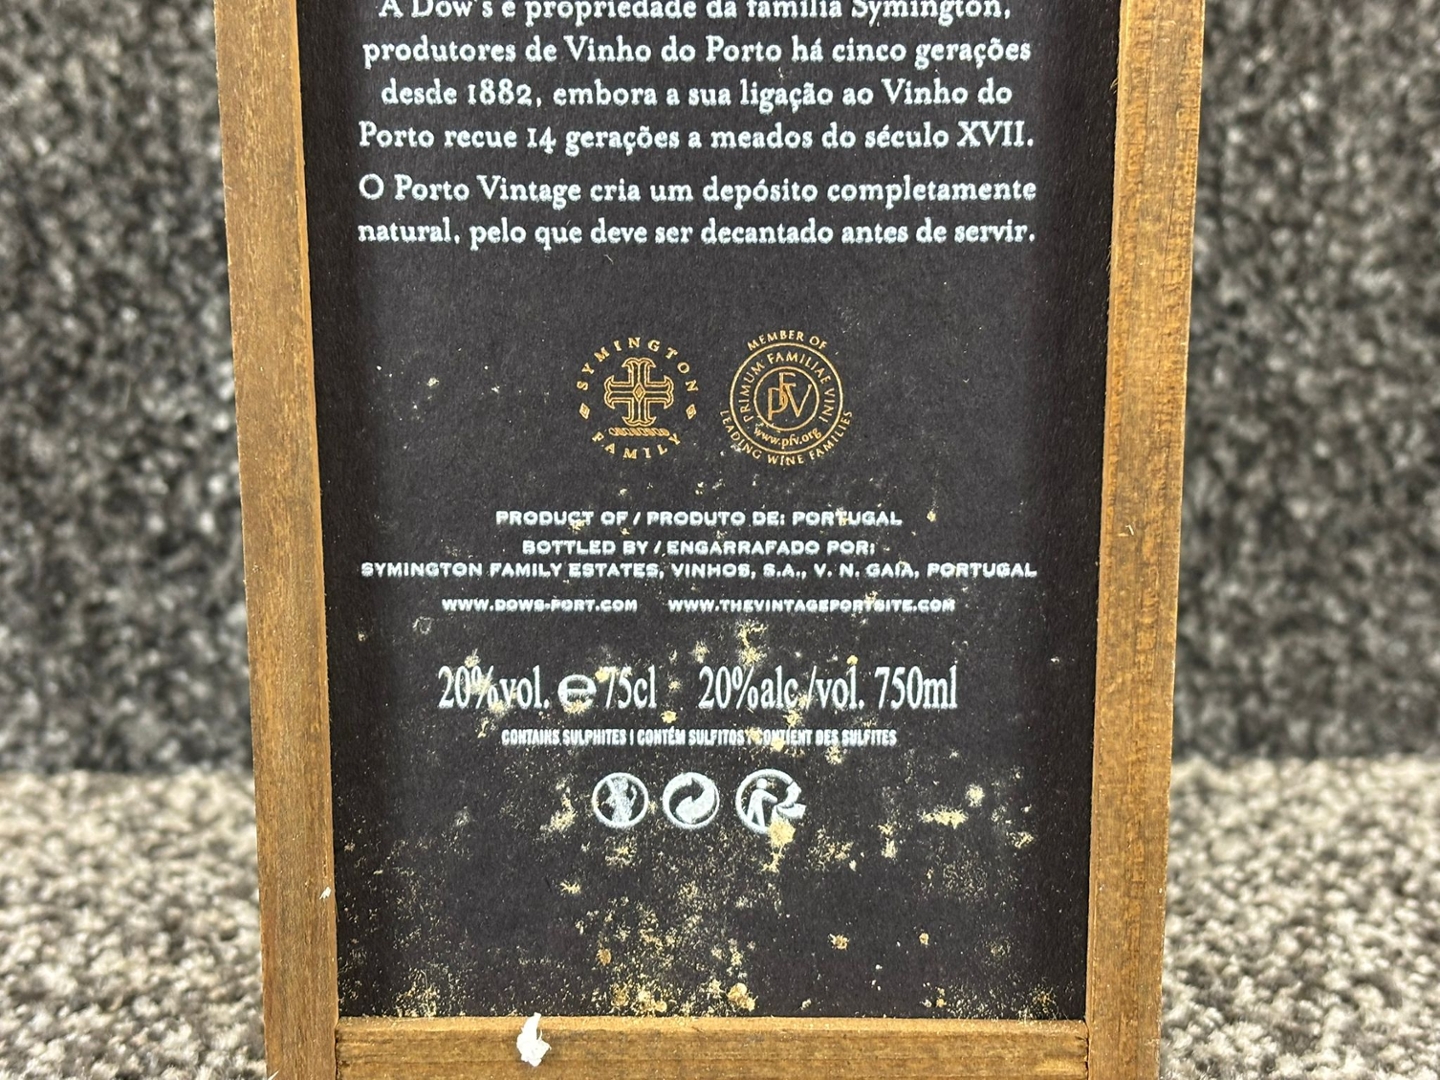 A Dow's é propriedade da família Symington,
produtores de Vinho do Porto há cinco gerações
desde 1882, embora a sua ligação ao Vinho do
Porto recue 14 gerações a meados do século XVII.
O Porto Vintage cria um depósito completamente
natural, pelo que deve ser decantado antes de servir.
SYMINGTON FAMILY
MEMBER OF
PRIMUM FAMILIAE VINI
PFV
www.pfv.org
LEADING WINE FAMILIES
PRODUCT OF / PRODUTO DE: PORTUGAL
BOTTLED BY / ENGARRAFADO POR:
SYMINGTON FAMILY ESTATES, VINHOS, S.A., V. N. GAIA, PORTUGAL
WWW.DOWS-PORT.COM WWW.THEVINTAGEPORTSITE.COM
20%vol. e 75cl 20%alc./vol. 750ml
CONTAINS SULPHITES | CONTÉM SULFITOS | CONTIENT DES SULFITES